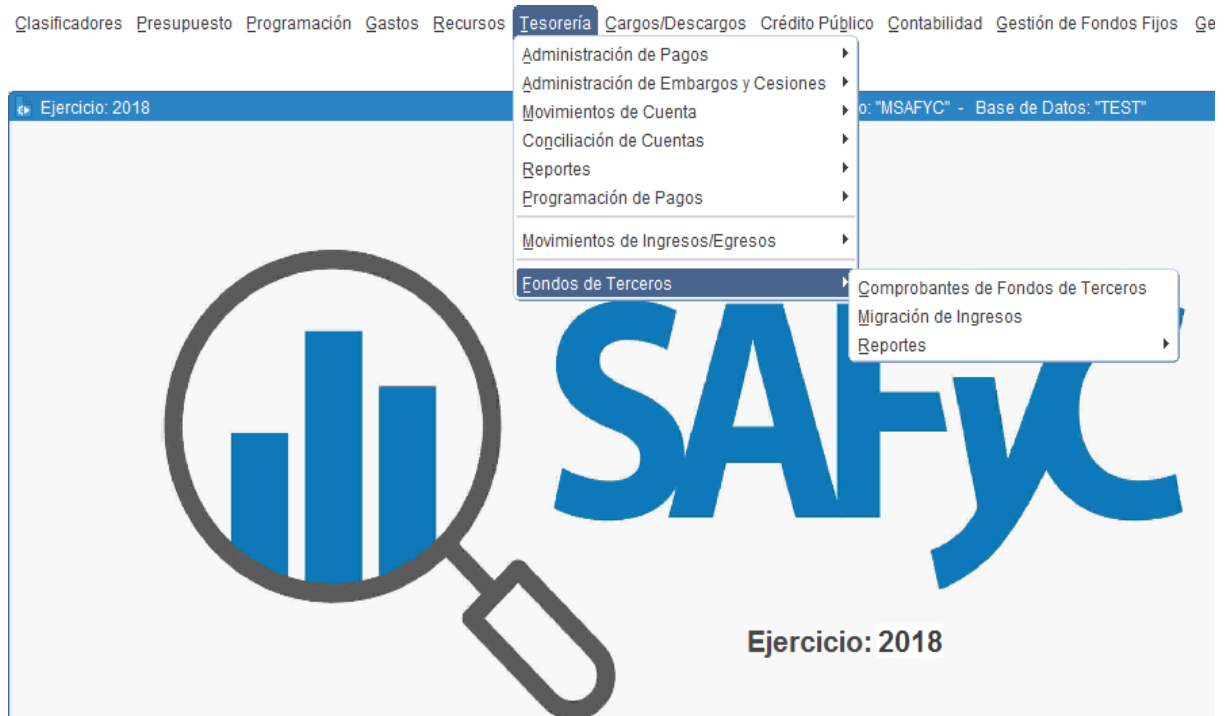 Clasificadores Presupuesto Programación Gastos Recursos Tesorería Cargos/Descargos Crédito Público Contabilidad Gestión de Fondos Fijos Ge
Administración de Pagos
Administración de Embargos y Cesiones
Ejercicio: 2018 o: "MSAFYC" - Base de Datos: "TEST"
Movimientos de Cuenta
Conciliación de Cuentas
Reportes
Programación de Pagos
Movimientos de Ingresos/Egresos
Fondos de Terceros
Comprobantes de Fondos de Terceros
Migración de Ingresos
Reportes
SAFyC
Ejercicio: 2018